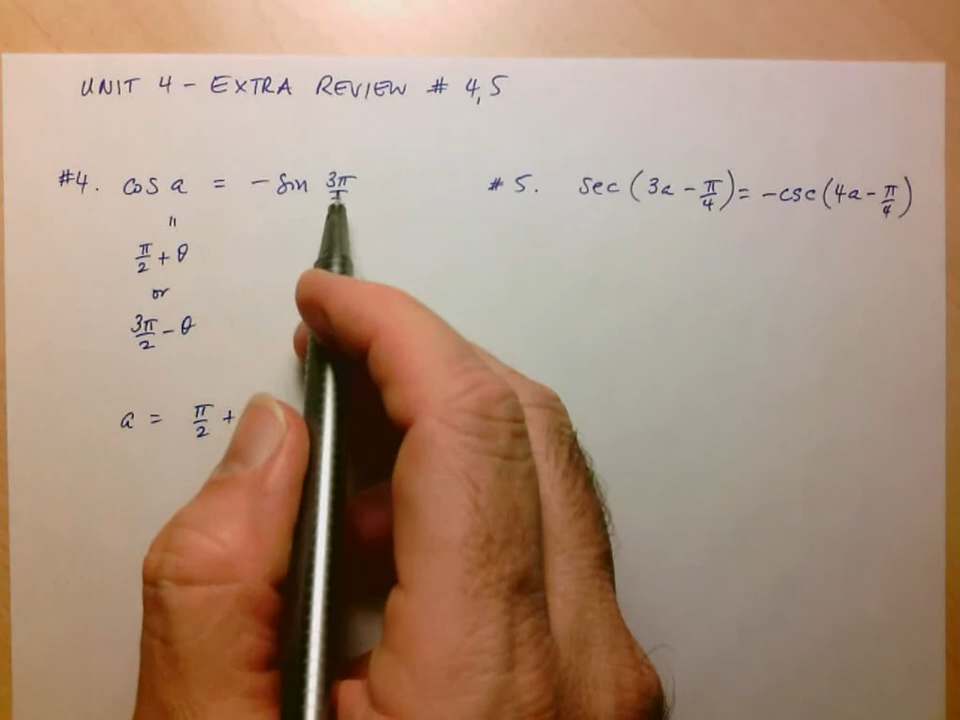 UNIT 4 - EXTRA REVIEW # 4,5
#4. cos a = - sin 3π
"
π/2 + θ
or
3π/2 - θ
a = π/2 +
# 5. sec (3a - π/4) = -csc (4a - π/4)